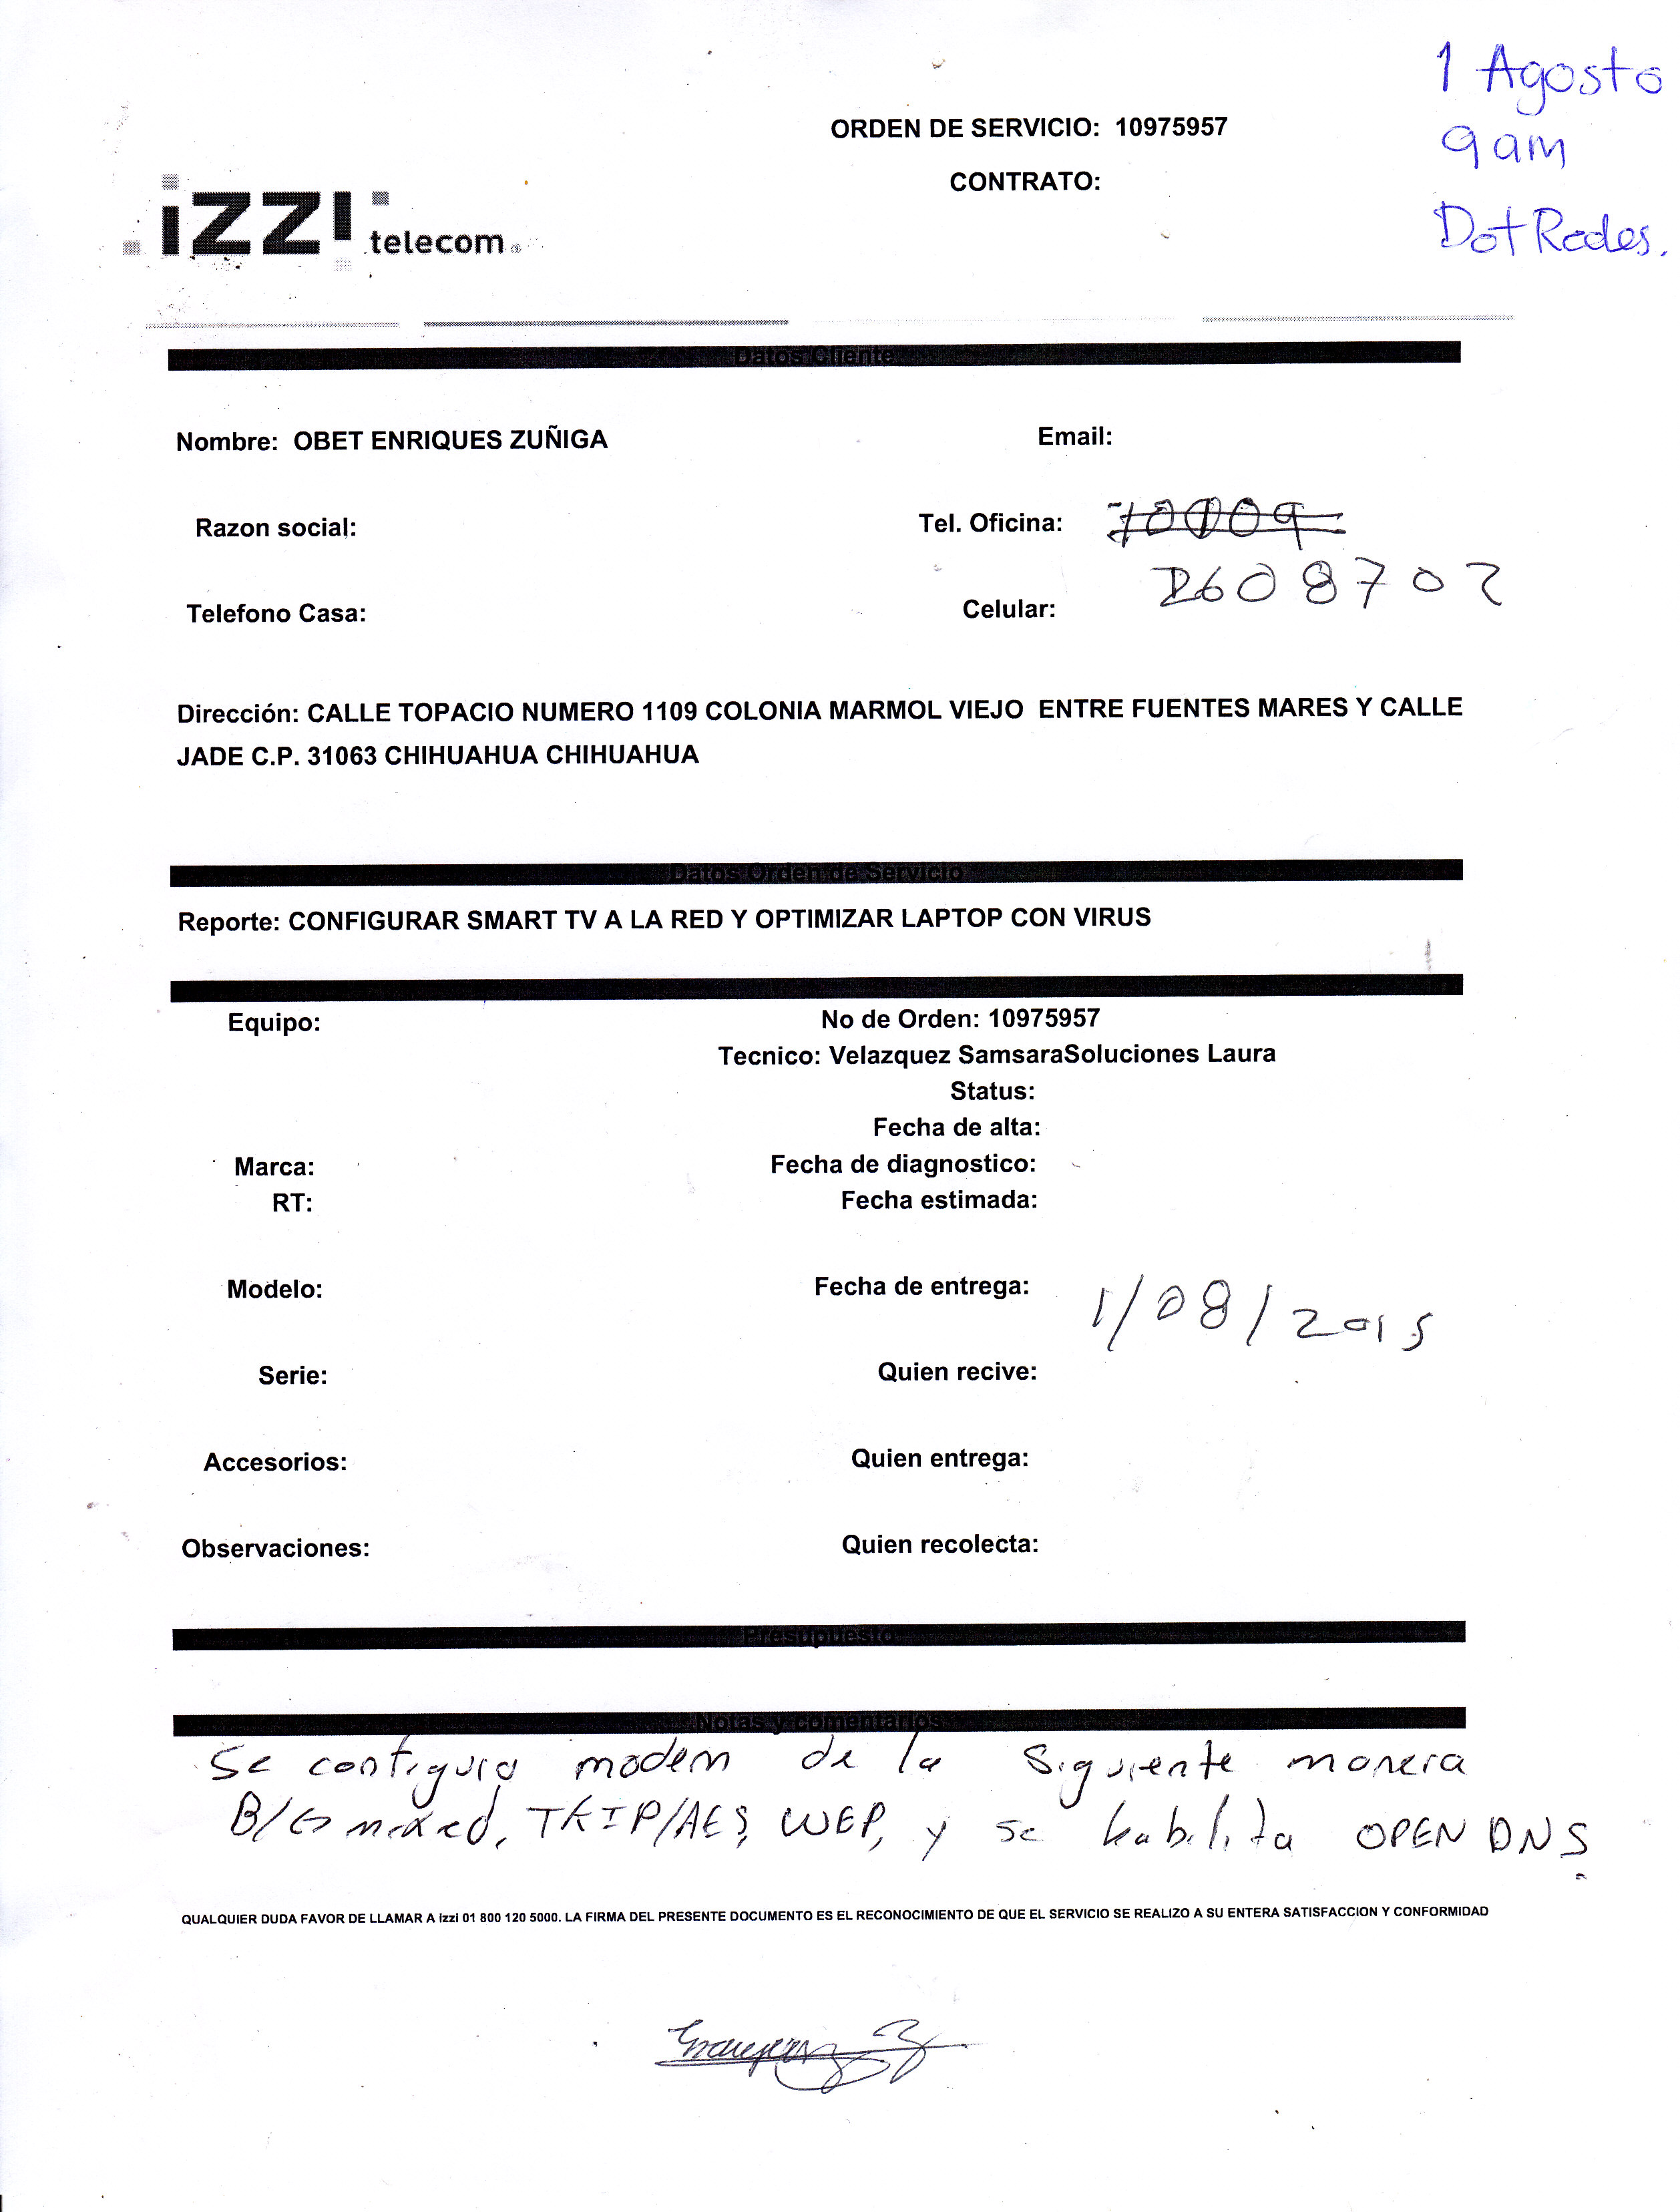 1 Agosto
9 am
Dot Redes.
ORDEN DE SERVICIO: 10975957
CONTRATO:
izzi telecom
Datos Cliente
Nombre: OBET ENRIQUES ZUÑIGA
Email:
Razon social:
Tel. Oficina:
Telefono Casa:
Celular: 2608702
Dirección: CALLE TOPACIO NUMERO 1109 COLONIA MARMOL VIEJO ENTRE FUENTES MARES Y CALLE
JADE C.P. 31063 CHIHUAHUA CHIHUAHUA
Datos Orden de Servicio
Reporte: CONFIGURAR SMART TV A LA RED Y OPTIMIZAR LAPTOP CON VIRUS
Equipo:
No de Orden: 10975957
Tecnico: Velazquez SamsaraSoluciones Laura
Status:
Fecha de alta:
Marca:
Fecha de diagnostico:
RT:
Fecha estimada:
Modelo:
Fecha de entrega: 1/08/2015
Serie:
Quien recive:
Accesorios:
Quien entrega:
Observaciones:
Quien recolecta:
Presupuesto
Notas y comentarios
Se configura modem de la siguiente manera
B/G mixed, TKIP/AES, WEP, y se habilita OPEN DNS
QUALQUIER DUDA FAVOR DE LLAMAR A izzi 01 800 120 5000. LA FIRMA DEL PRESENTE DOCUMENTO ES EL RECONOCIMIENTO DE QUE EL SERVICIO SE REALIZO A SU ENTERA SATISFACCION Y CONFORMIDAD